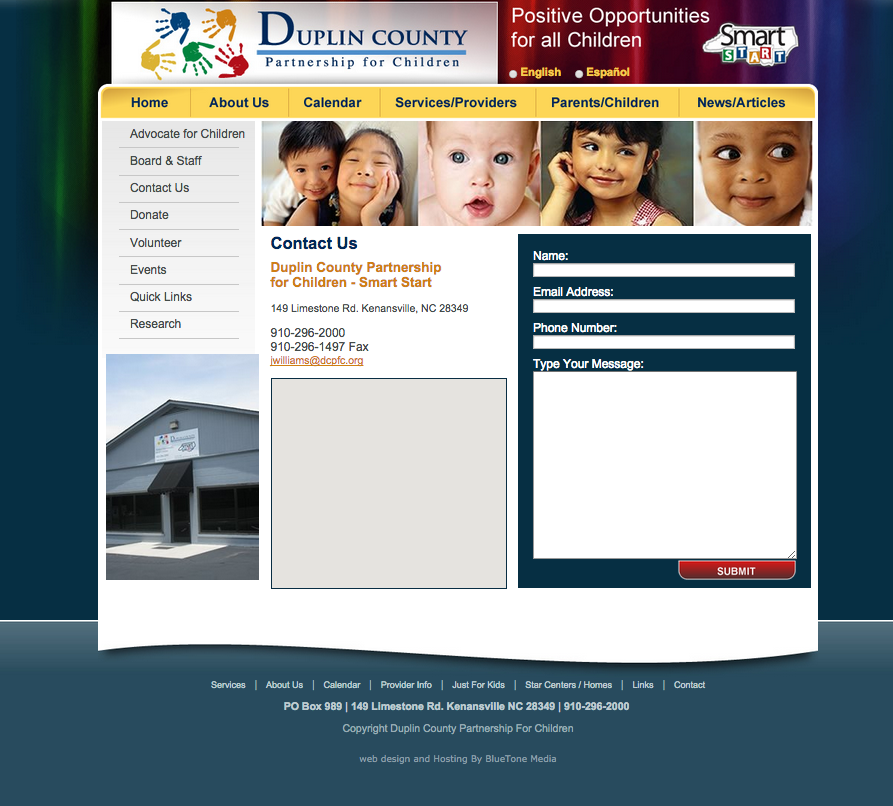 DUPLIN COUNTY
Partnership for Children
Positive Opportunities
for all Children
Smart
START
English Español
Home About Us Calendar Services/Providers Parents/Children News/Articles
Advocate for Children
Board & Staff
Contact Us
Donate
Volunteer
Events
Quick Links
Research
Contact Us
Duplin County Partnership
for Children - Smart Start
149 Limestone Rd. Kenansville, NC 28349
910-296-2000
910-296-1497 Fax
jwilliams@dcpfc.org
Name:
Email Address:
Phone Number:
Type Your Message:
SUBMIT
Services | About Us | Calendar | Provider Info | Just For Kids | Star Centers / Homes | Links | Contact
PO Box 989 | 149 Limestone Rd. Kenansville NC 28349 | 910-296-2000
Copyright Duplin County Partnership For Children
web design and Hosting By BlueTone Media